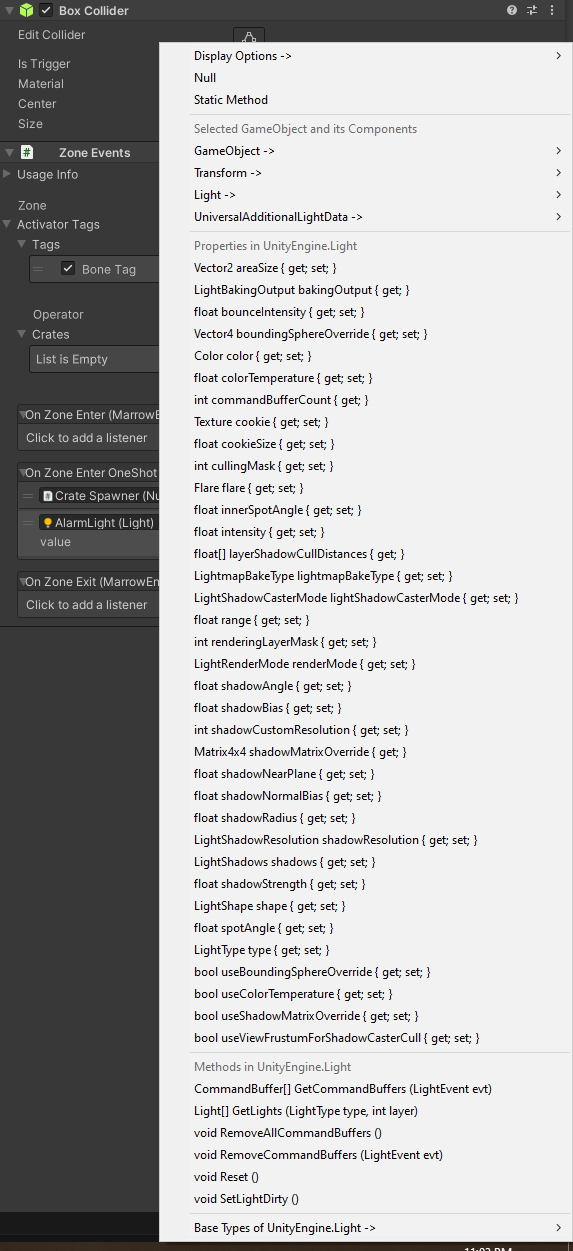 Box Collider
Edit Collider
Is Trigger
Material
Center
Size
Zone Events
Usage Info
Zone
Activator Tags
Tags
Bone Tag
Operator
Crates
List is Empty
On Zone Enter (MarrowE
Click to add a listener
On Zone Enter OneShot
Crate Spawner (Nu
AlarmLight (Light)
value
On Zone Exit (MarrowEn
Click to add a listener
Display Options ->
Null
Static Method
Selected GameObject and its Components
GameObject ->
Transform ->
Light ->
UniversalAdditionalLightData ->
Properties in UnityEngine.Light
Vector2 areaSize { get; set; }
LightBakingOutput bakingOutput { get; }
float bounceIntensity { get; set; }
Vector4 boundingSphereOverride { get; set; }
Color color { get; set; }
float colorTemperature { get; set; }
int commandBufferCount { get; }
Texture cookie { get; set; }
float cookieSize { get; set; }
int cullingMask { get; set; }
Flare flare { get; set; }
float innerSpotAngle { get; set; }
float intensity { get; set; }
float[] layerShadowCullDistances { get; }
LightmapBakeType lightmapBakeType { get; set; }
LightShadowCasterMode lightShadowCasterMode { get; set; }
float range { get; set; }
int renderingLayerMask { get; set; }
LightRenderMode renderMode { get; set; }
float shadowAngle { get; set; }
float shadowBias { get; set; }
int shadowCustomResolution { get; set; }
Matrix4x4 shadowMatrixOverride { get; }
float shadowNearPlane { get; set; }
float shadowNormalBias { get; set; }
float shadowRadius { get; set; }
LightShadowResolution shadowResolution { get; set; }
LightShadows shadows { get; set; }
float shadowStrength { get; set; }
LightShape shape { get; set; }
float spotAngle { get; set; }
LightType type { get; set; }
bool useBoundingSphereOverride { get; set; }
bool useColorTemperature { get; set; }
bool useShadowMatrixOverride { get; set; }
bool useViewFrustumForShadowCasterCull { get; set; }
Methods in UnityEngine.Light
CommandBuffer[] GetCommandBuffers (LightEvent evt)
Light[] GetLights (LightType type, int layer)
void RemoveAllCommandBuffers ()
void RemoveCommandBuffers (LightEvent evt)
void Reset ()
void SetLightDirty ()
Base Types of UnityEngine.Light ->